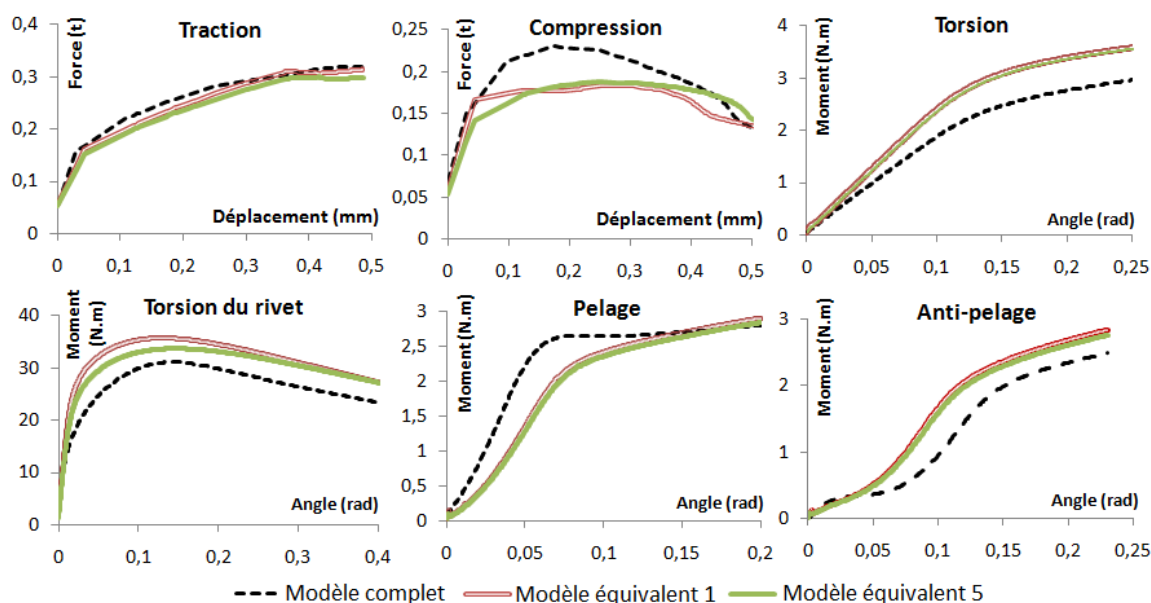 Traction
Force (t)
0,4
0,3
0,2
0,1
0
Déplacement (mm)
0 0,1 0,2 0,3 0,4 0,5
Compression
Force (t)
0,25
0,20
0,15
0,1
0,05
0
Déplacement (mm)
0 0,1 0,2 0,3 0,4 0,5
Torsion
Moment (N.m)
4
3
2
1
0
Angle (rad)
0 0,05 0,1 0,15 0,2 0,25
Torsion du rivet
Moment
(N.m)
40
30
20
10
0
Angle (rad)
0 0,1 0,2 0,3 0,4
Pelage
Moment (N.m)
3
2,5
2
1,5
1
0,5
0
Angle (rad)
0 0,05 0,1 0,15 0,2
Anti-pelage
Moment (N.m)
3
2
1
0
Angle (rad)
0 0,05 0,1 0,15 0,2 0,25
Modèle complet Modèle équivalent 1 Modèle équivalent 5